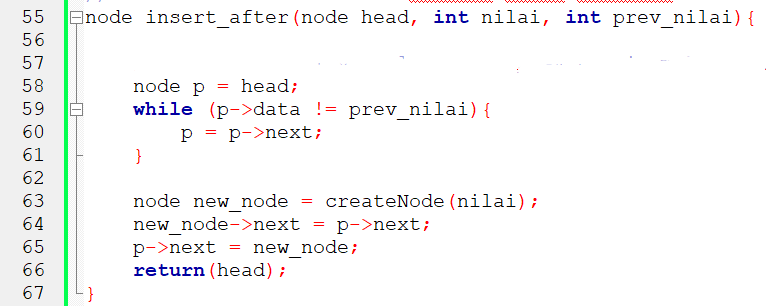 55 node insert_after(node head, int nilai, int prev_nilai){
56
57
58 node p = head;
59 while (p->data != prev_nilai){
60 p = p->next;
61 }
62
63 node new_node = createNode(nilai);
64 new_node->next = p->next;
65 p->next = new_node;
66 return(head);
67 }